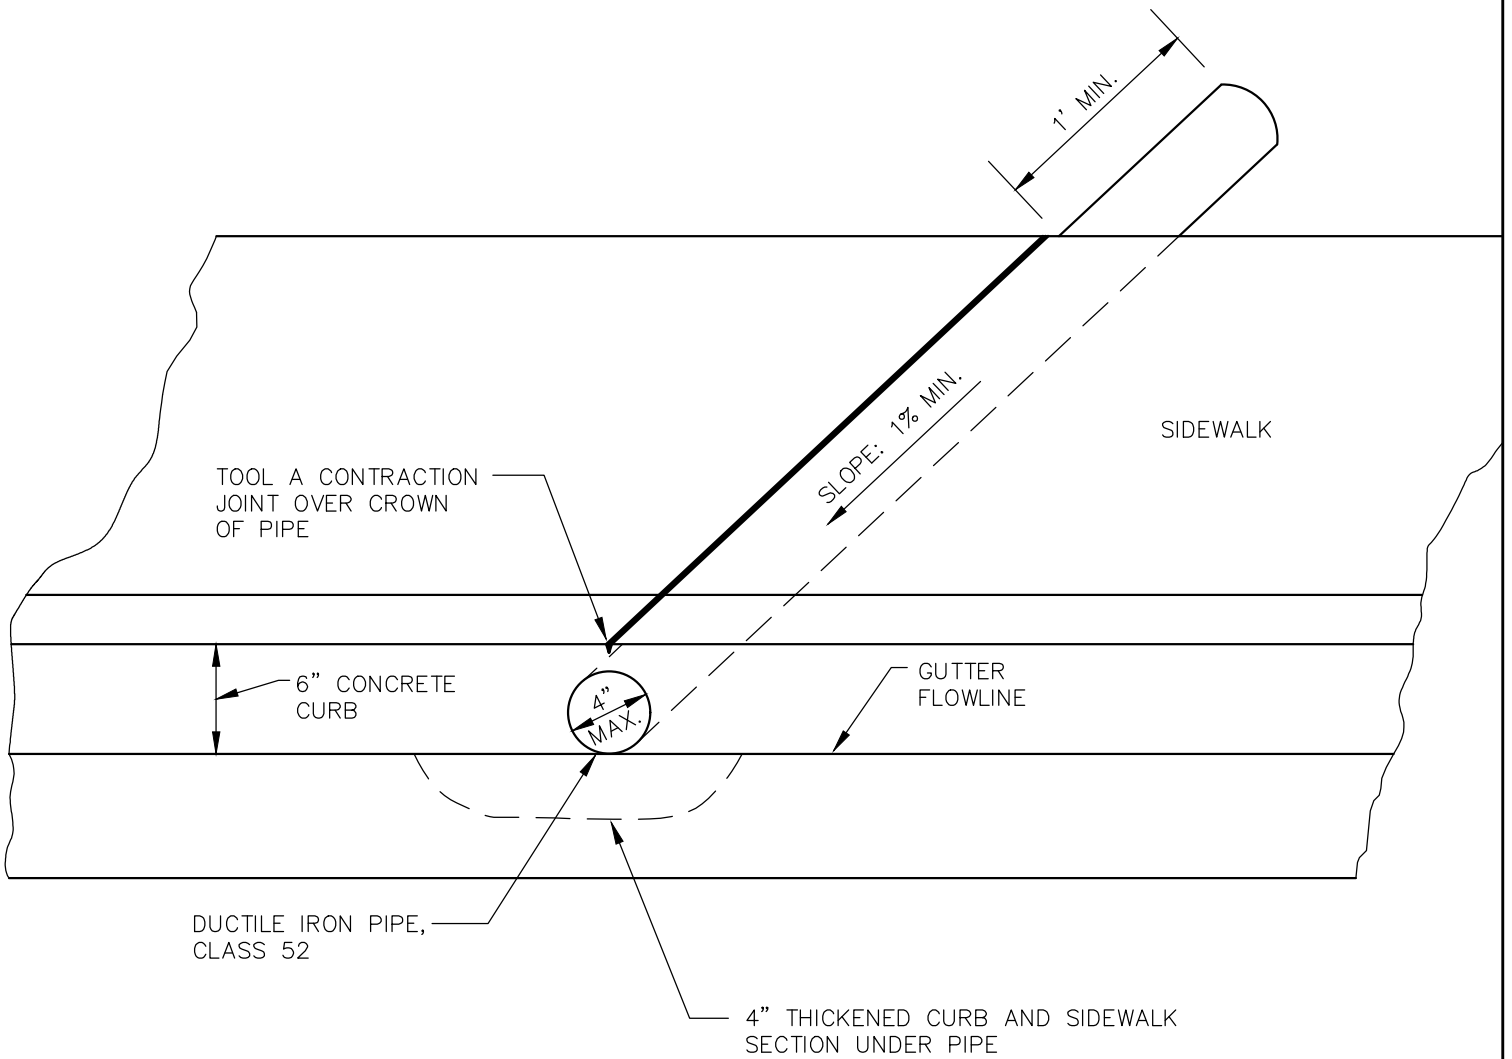 1' MIN.
SLOPE: 1% MIN.
SIDEWALK
TOOL A CONTRACTION
JOINT OVER CROWN
OF PIPE
6" CONCRETE
CURB
4"
MAX.
GUTTER
FLOWLINE
DUCTILE IRON PIPE,
CLASS 52
4" THICKENED CURB AND SIDEWALK
SECTION UNDER PIPE